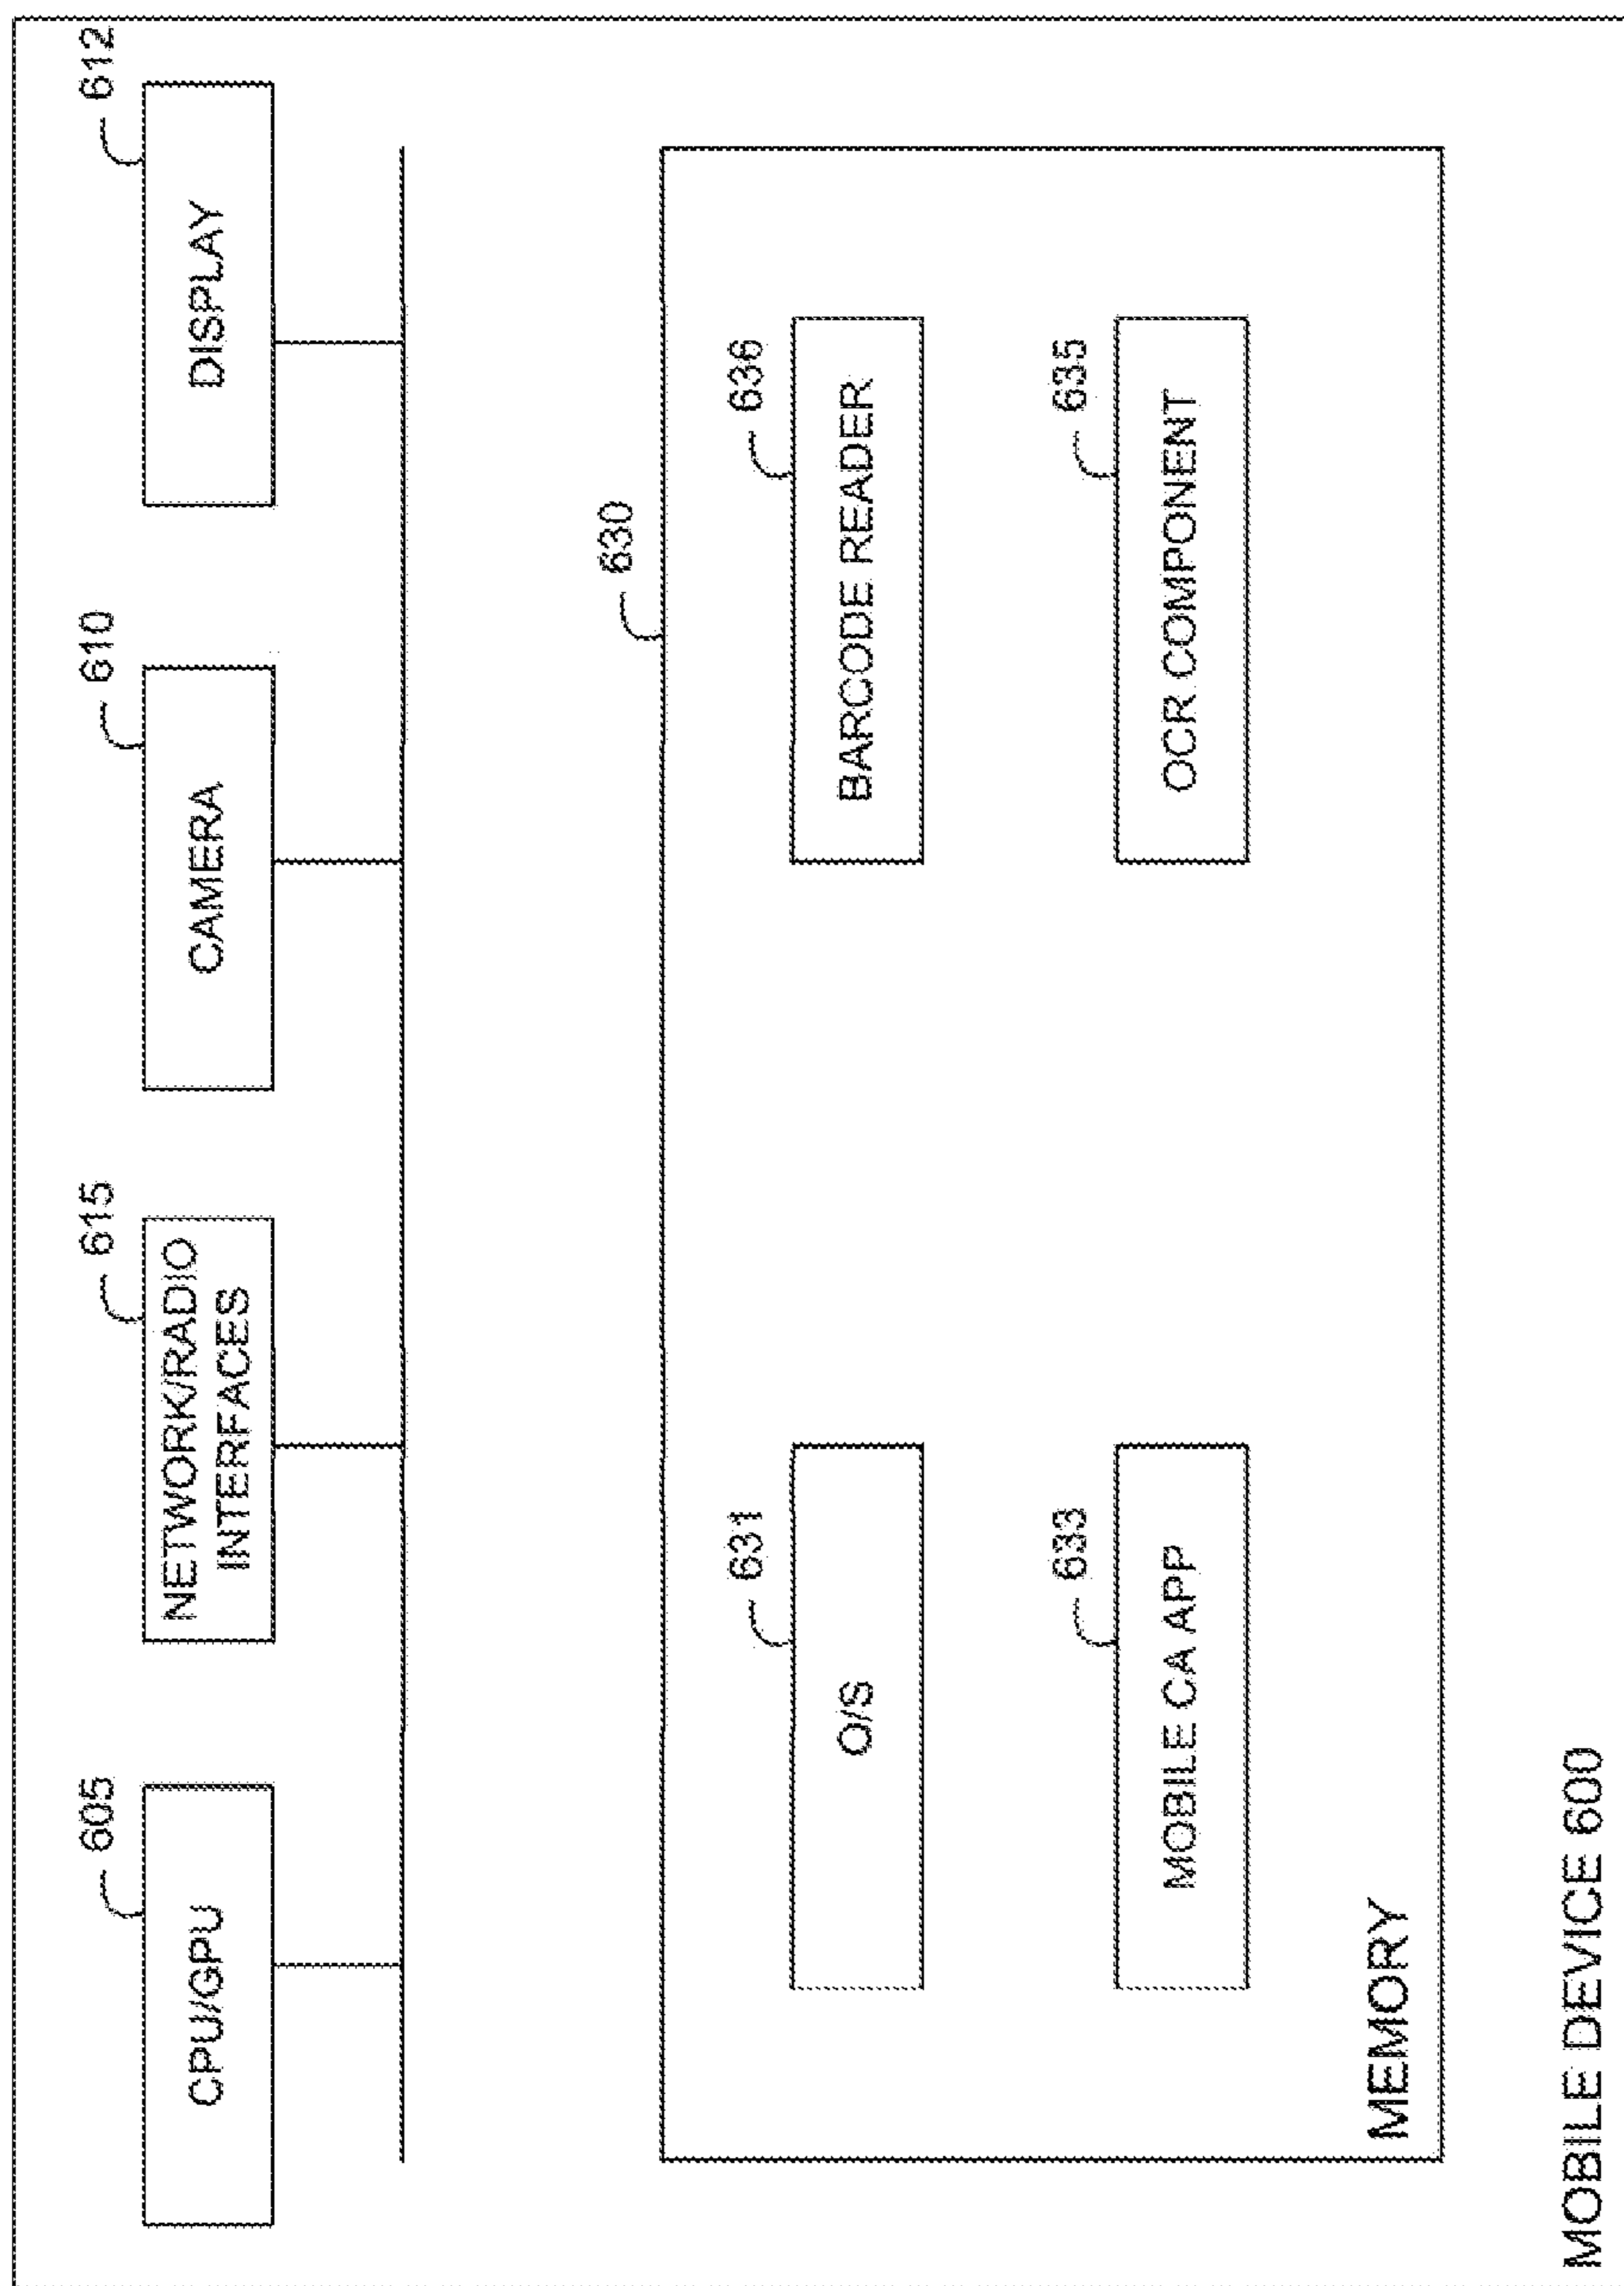 605
CPU/GPU
615
NETWORK/RADIO
INTERFACES
610
CAMERA
612
DISPLAY
630
631
O/S
636
BARCODE READER
633
MOBILE CA APP
635
OCR COMPONENT
MEMORY
MOBILE DEVICE 600